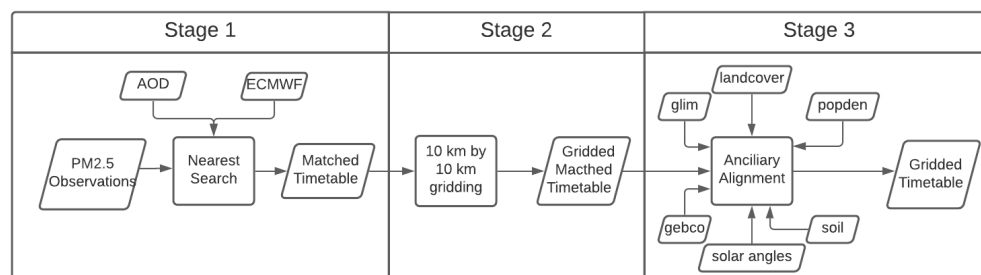 Stage 1
Stage 2
Stage 3
AOD
ECMWF
PM2.5
Observations
Nearest
Search
Matched
Timetable
10 km by
10 km
gridding
Gridded
Macthed
Timetable
landcover
glim
popden
Anciliary
Alignment
gebco
solar angles
soil
Gridded
Timetable